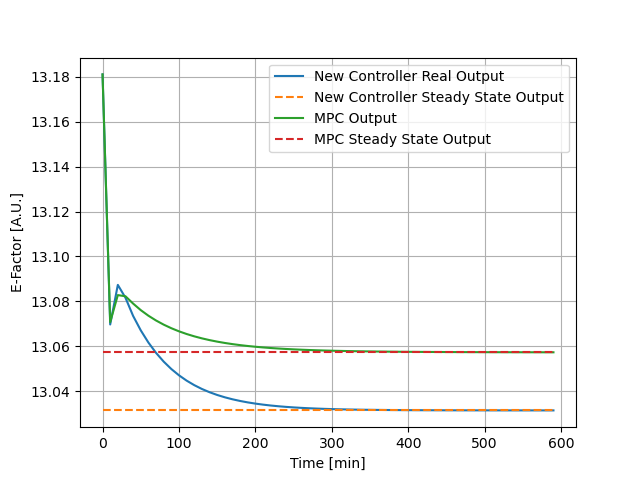 New Controller Real Output
New Controller Steady State Output
MPC Output
MPC Steady State Output
E-Factor [A.U.]
13.18
13.16
13.14
13.12
13.10
13.08
13.06
13.04
0 100 200 300 400 500 600
Time [min]